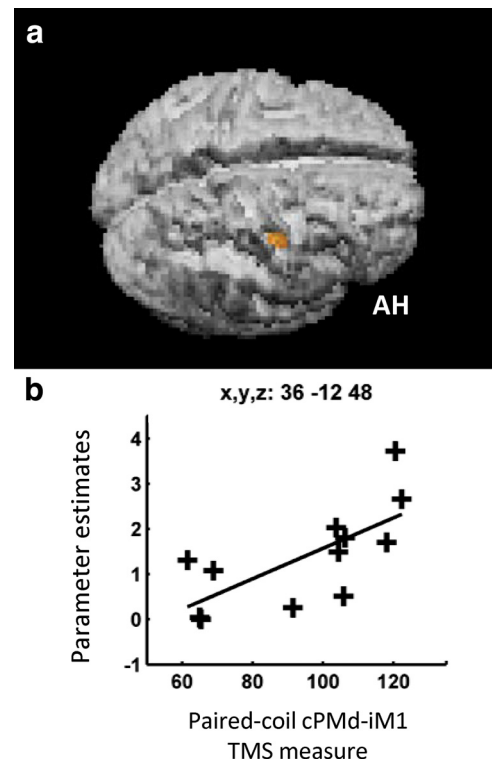 a
AH
b
x,y,z: 36 -12 48
Parameter estimates
4
3
2
1
0
-1
60 80 100 120
Paired-coil cPMd-iM1
TMS measure